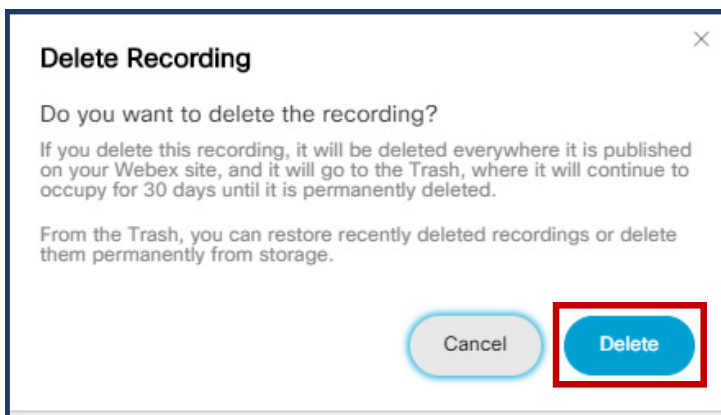 Delete Recording
Do you want to delete the recording?
If you delete this recording, it will be deleted everywhere it is published
on your Webex site, and it will go to the Trash, where it will continue to
occupy for 30 days until it is permanently deleted.
From the Trash, you can restore recently deleted recordings or delete
them permanently from storage.
Cancel
Delete